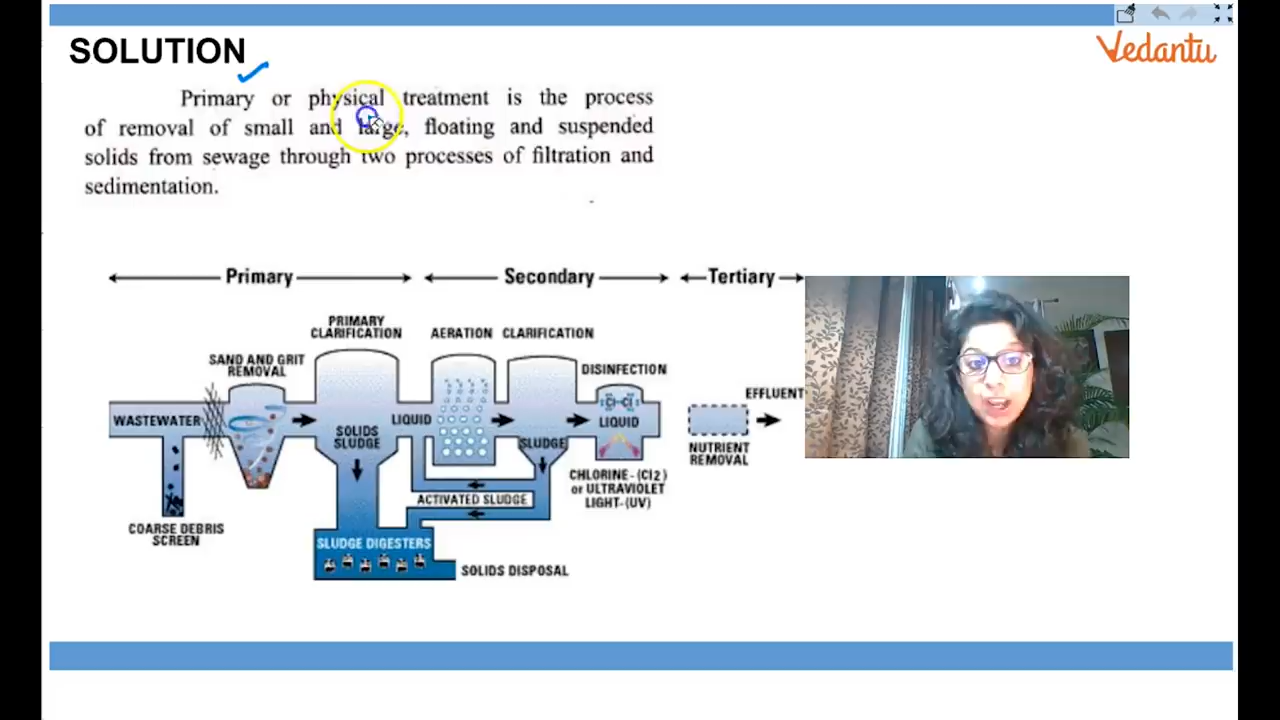 SOLUTION
Vedantu
Primary or physical treatment is the process
of removal of small and large, floating and suspended
solids from sewage through two processes of filtration and
sedimentation.
Primary
Secondary
Tertiary
PRIMARY
CLARIFICATION
AERATION
CLARIFICATION
SAND AND GRIT
REMOVAL
DISINFECTION
EFFLUENT
Cl-Cl
WASTEWATER
LIQUID
LIQUID
SOLIDS
SLUDGE
SLUDGE
NUTRIENT
REMOVAL
CHLORINE-(Cl2)
or ULTRAVIOLET
LIGHT-(UV)
ACTIVATED SLUDGE
COARSE DEBRIS
SCREEN
SLUDGE DIGESTERS
SOLIDS DISPOSAL